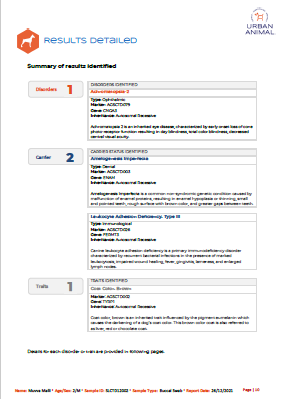 URBAN
ANIMAL
RESULTS DETAILED
Summary of results identified
Disorders 1
DISORDERS IDENTIFIED
Achromatopsia-2
Type: Ophthalmic
Marker: ACSCTD079
Gene: CNGA3
Inheritance: Autosomal Recessive
Achromatopsia 2 is an inherited eye disease, characterized by early onset loss of cone
photoreceptor function resulting in day blindness, total color blindness, decreased
central visual acuity.
Carrier 2
CARRIER STATUS IDENTIFIED
Amelogenesis Imperfecta
Type: Dental
Gene: ENAM
Inheritance: Autosomal Recessive
Amelogenesis Imperfecta is a common non-syndromic genetic condition caused by
malfunction of enamel proteins, resulting in enamel hypoplasia or thinning, small
and pointed teeth, rough surface with brown color, and greater gaps between teeth.
Leukocyte Adhesion Deficiency, Type III
Type: Immunological
Gene: FERMT3
Inheritance: Autosomal Recessive
Canine leukocyte adhesion deficiency is a primary immunodeficiency disorder
characterized by recurrent bacterial infections in the presence of marked
leukocytosis, impaired wound healing, fever, gingivitis, lameness, and enlarged
lymph nodes.
Traits 1
TRAITS IDENTIFIED
Coat Color, Brown
Gene: TYRP1
Inheritance: Autosomal Recessive
Coat color, brown is an inherited trait influenced by the pigment eumelanin which
causes the darkening of a dog's coat color. This brown coat color is also referred to
as liver, red or chocolate coat.
Details for each disorder or trait are provided in following pages.
Name: Age/Sex: 2/M * Sample ID: * Sample Type: Buccal Swab * Report Date: 26/12/2021 Page | 10